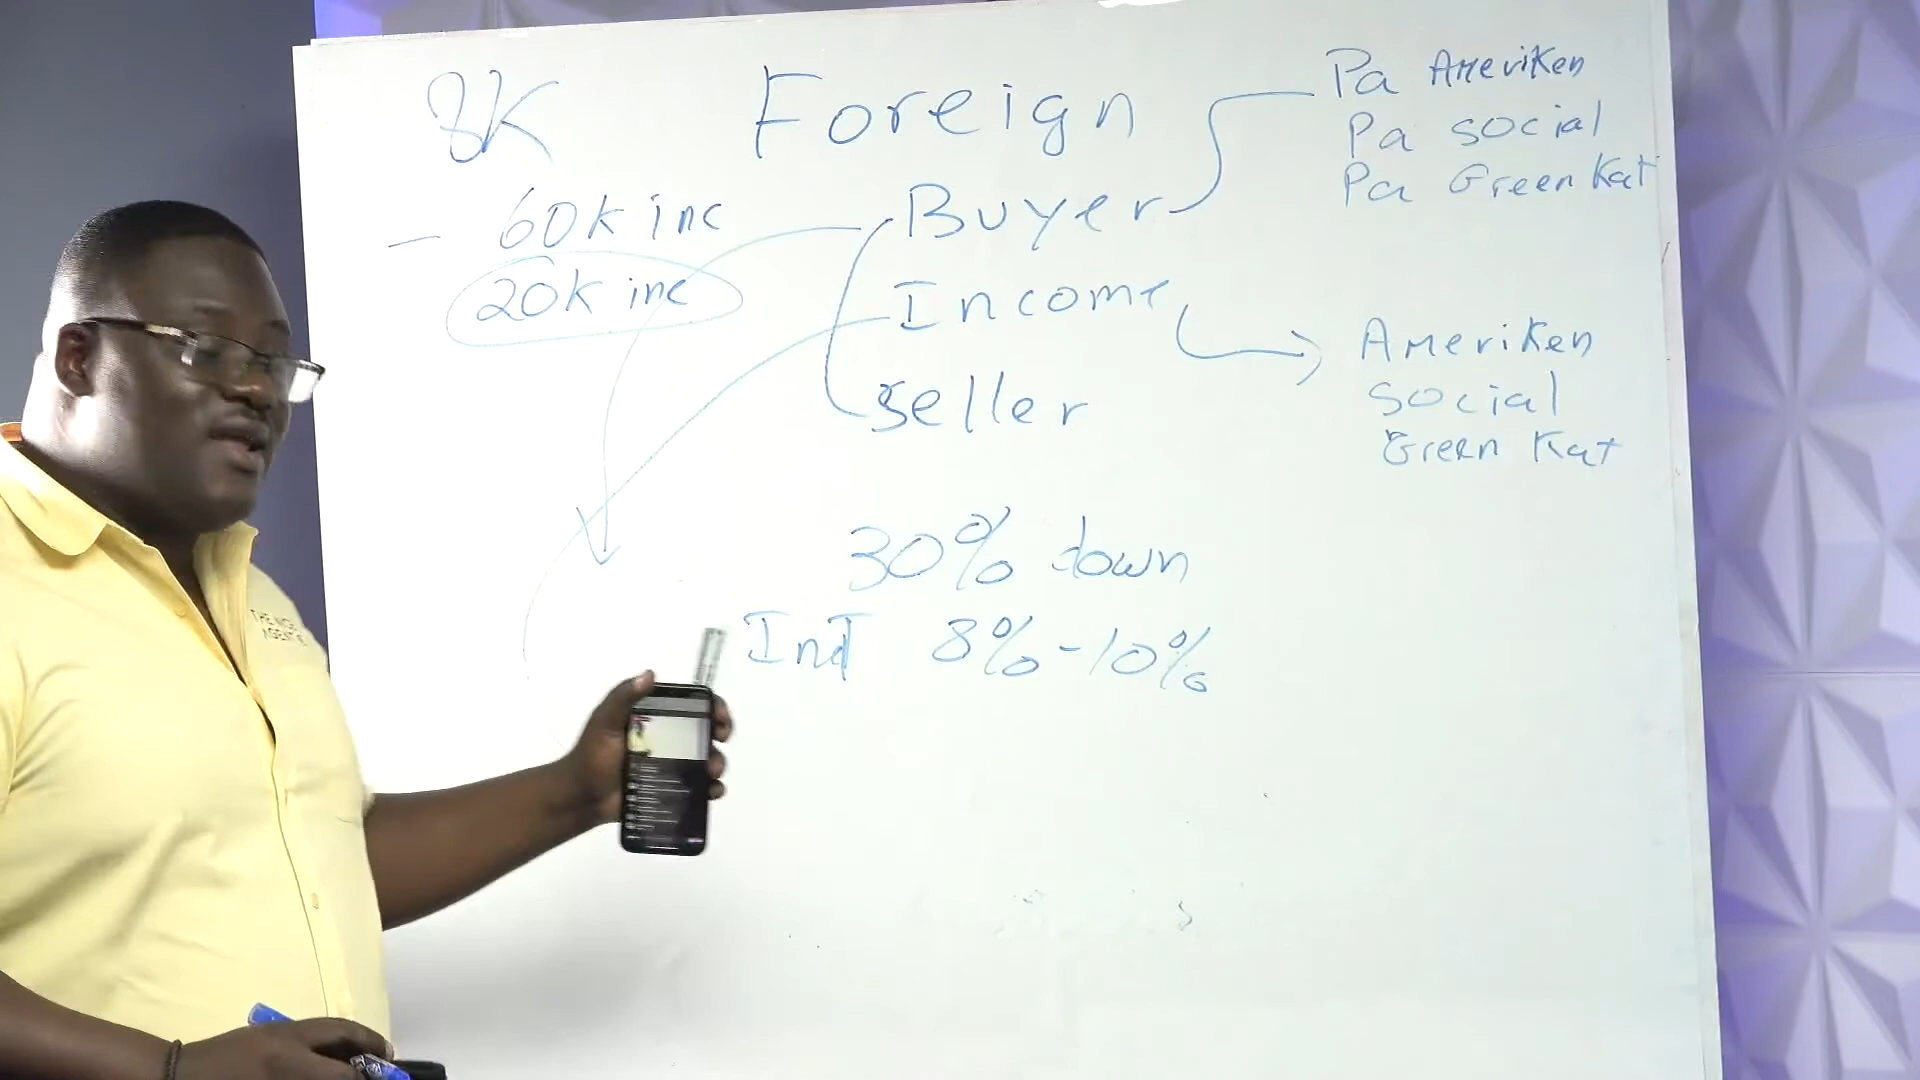 8K
Foreign
Buyer
Income
seller
60K inc
20K inc
Pa Ameriken
Pa social
Pa Green Kat
Ameriken
social
Green Kat
30% down
Int 8%-10%